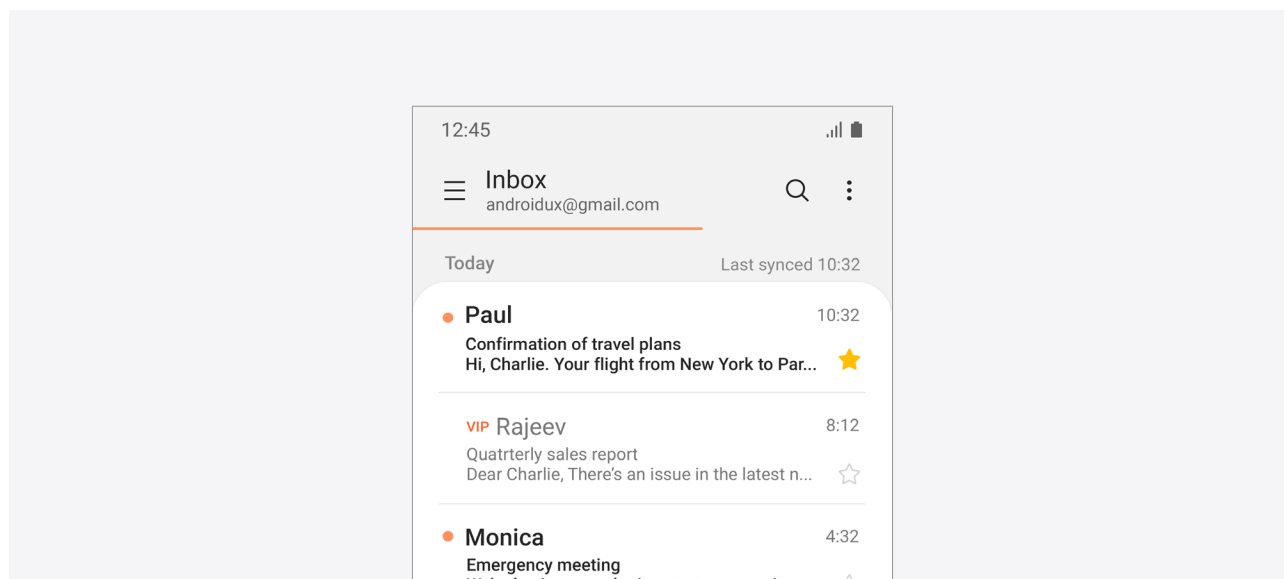 12:45
Inbox
androidux@gmail.com
Today
Last synced 10:32
Paul
10:32
Confirmation of travel plans
Hi, Charlie. Your flight from New York to Par...
VIP Rajeev
8:12
Quatrterly sales report
Dear Charlie, There's an issue in the latest n...
Monica
4:32
Emergency meeting